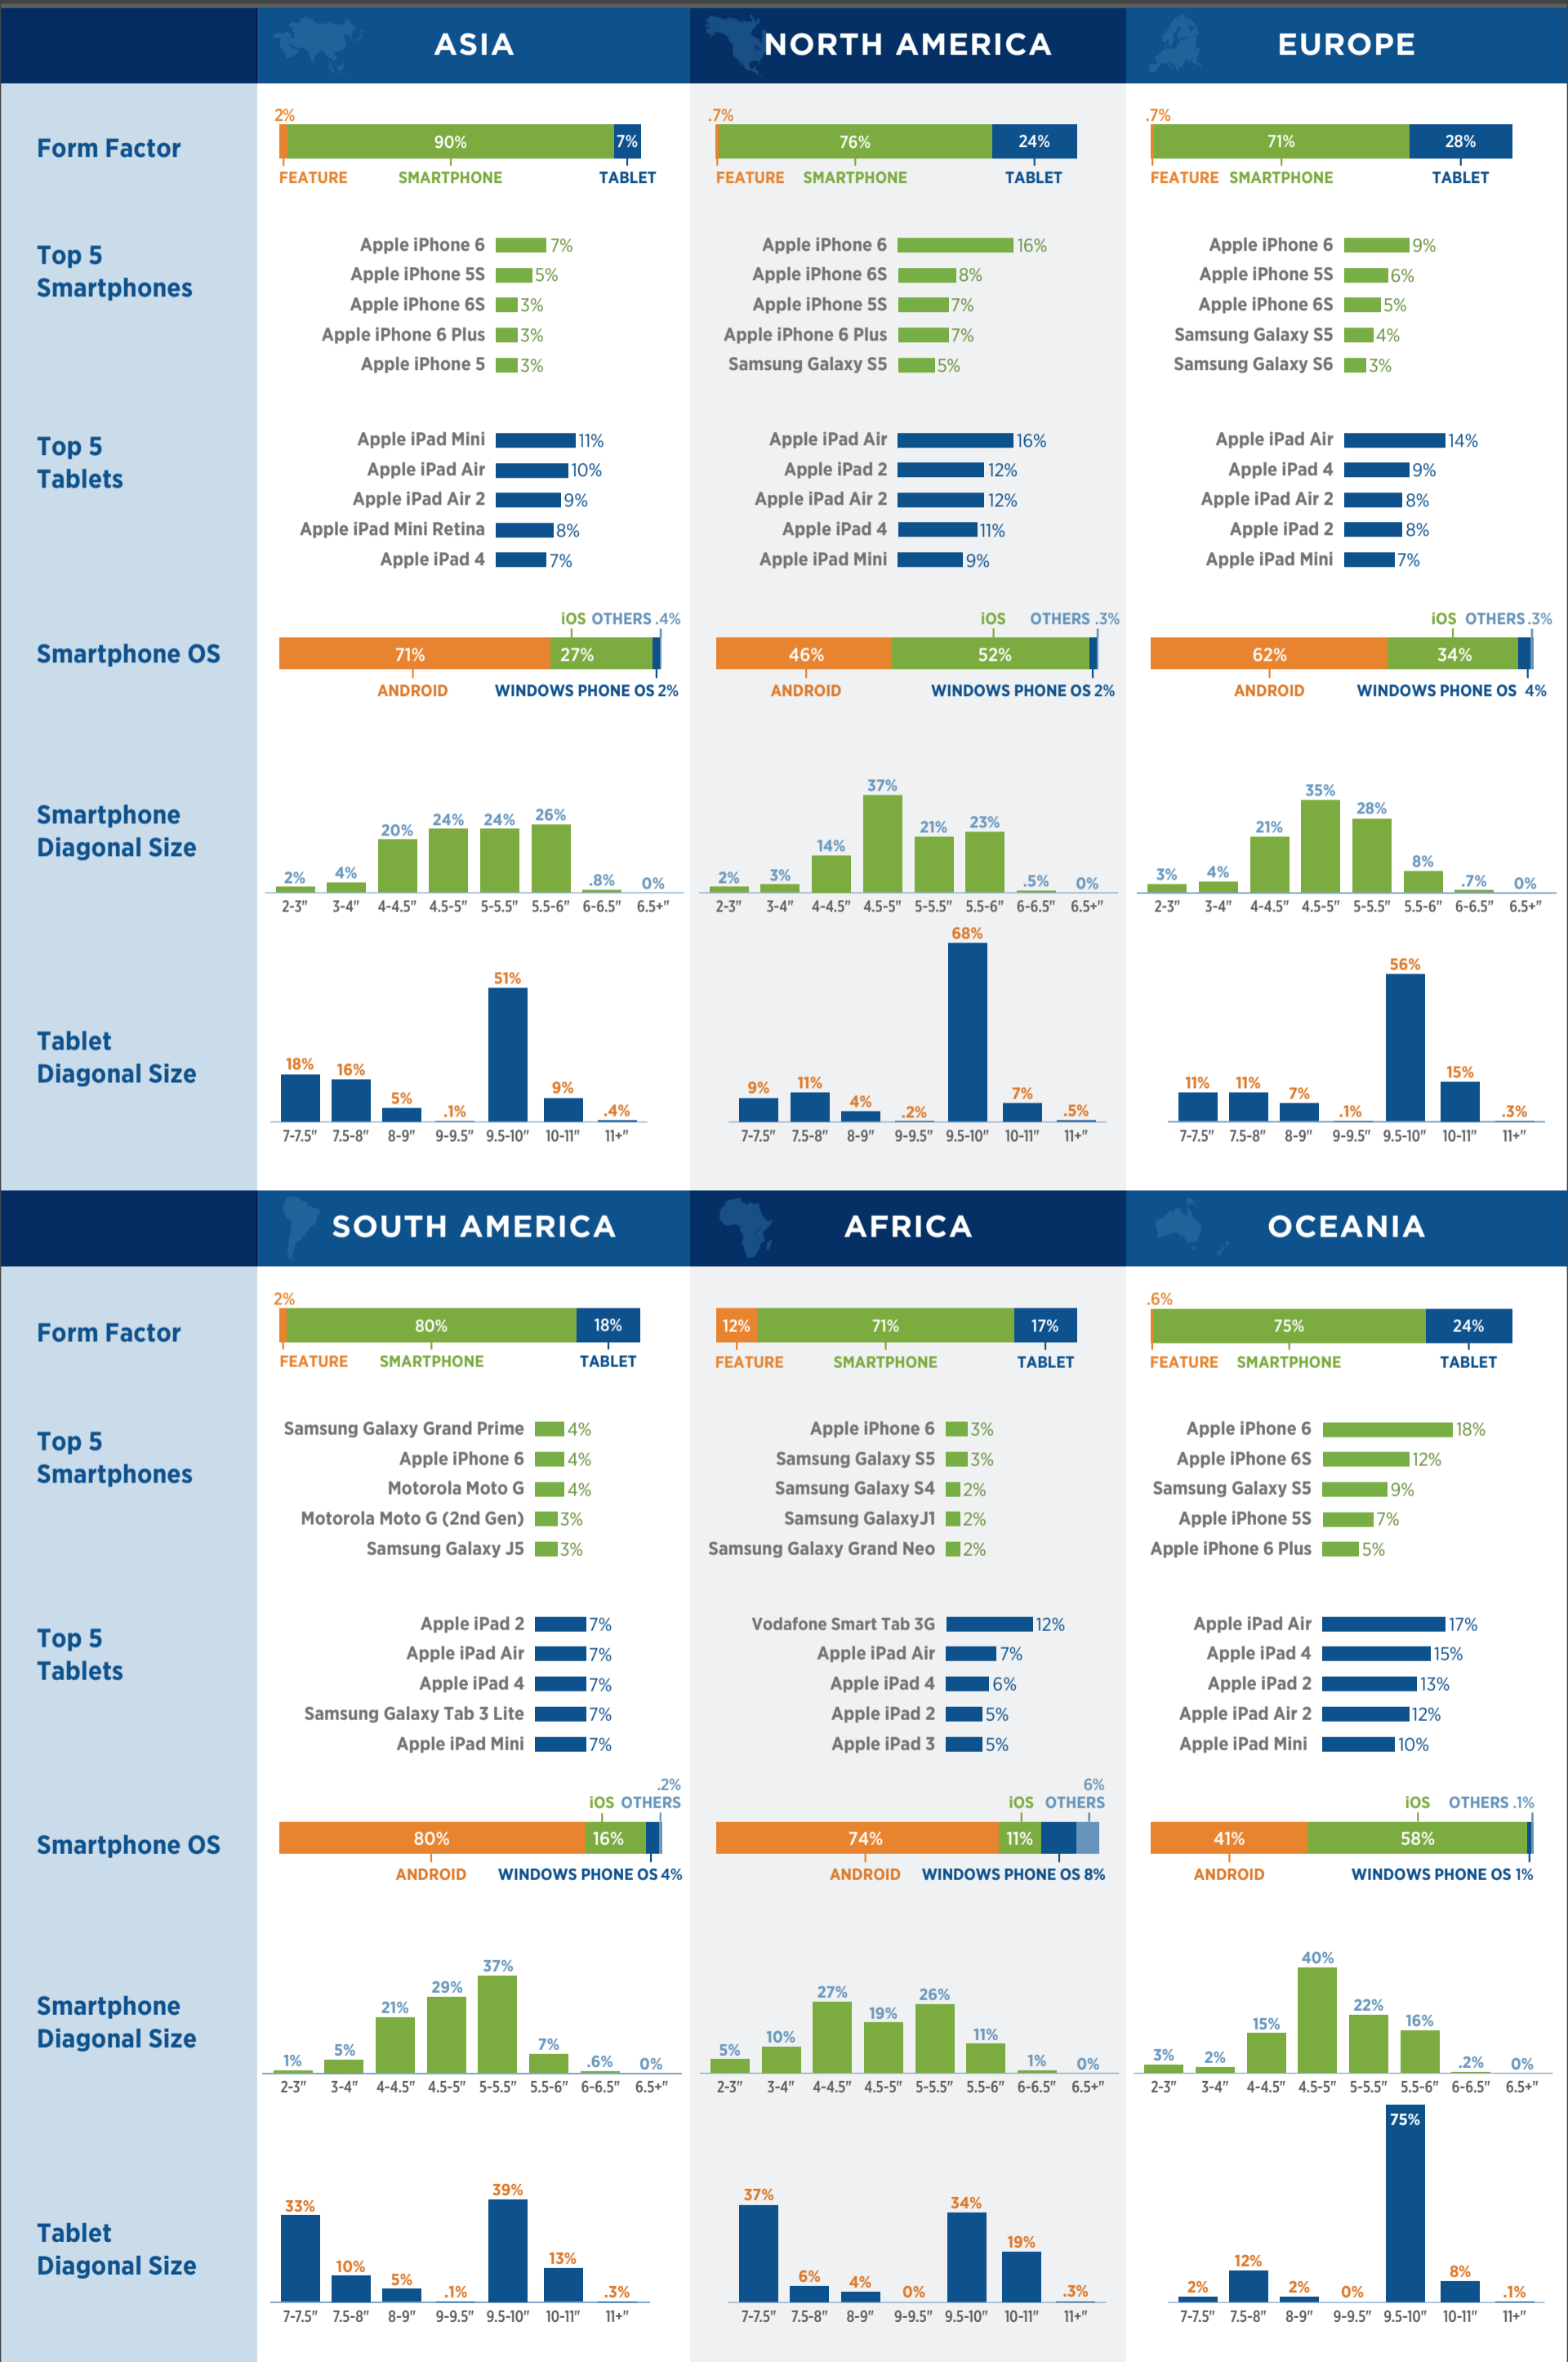 ASIA
NORTH AMERICA
EUROPE
Form Factor
2%
90%
7%
FEATURE SMARTPHONE TABLET
.7%
76%
24%
FEATURE SMARTPHONE TABLET
.7%
71%
28%
FEATURE SMARTPHONE TABLET
Top 5
Smartphones
Apple iPhone 6 7%
Apple iPhone 5S 5%
Apple iPhone 6S 3%
Apple iPhone 6 Plus 3%
Apple iPhone 5 3%
Apple iPhone 6 16%
Apple iPhone 6S 8%
Apple iPhone 5S 7%
Apple iPhone 6 Plus 7%
Samsung Galaxy S5 5%
Apple iPhone 6 9%
Apple iPhone 5S 6%
Apple iPhone 6S 5%
Samsung Galaxy S5 4%
Samsung Galaxy S6 3%
Top 5
Tablets
Apple iPad Mini 11%
Apple iPad Air 10%
Apple iPad Air 2 9%
Apple iPad Mini Retina 8%
Apple iPad 4 7%
Apple iPad Air 16%
Apple iPad 2 12%
Apple iPad Air 2 12%
Apple iPad 4 11%
Apple iPad Mini 9%
Apple iPad Air 14%
Apple iPad 4 9%
Apple iPad Air 2 8%
Apple iPad 2 8%
Apple iPad Mini 7%
Smartphone OS
iOS OTHERS .4%
71% 27%
ANDROID WINDOWS PHONE OS 2%
iOS OTHERS .3%
46% 52%
ANDROID WINDOWS PHONE OS 2%
iOS OTHERS .3%
62% 34%
ANDROID WINDOWS PHONE OS 4%
Smartphone
Diagonal Size
2% 4% 20% 24% 24% 26% .8% 0%
2-3" 3-4" 4-4.5" 4.5-5" 5-5.5" 5.5-6" 6-6.5" 6.5+"
2% 3% 14% 37% 21% 23% .5% 0%
2-3" 3-4" 4-4.5" 4.5-5" 5-5.5" 5.5-6" 6-6.5" 6.5+"
3% 4% 21% 35% 28% 8% .7% 0%
2-3" 3-4" 4-4.5" 4.5-5" 5-5.5" 5.5-6" 6-6.5" 6.5+"
Tablet
Diagonal Size
18% 16% 5% .1% 51% 9% .4%
7-7.5" 7.5-8" 8-9" 9-9.5" 9.5-10" 10-11" 11+"
9% 11% 4% .2% 68% 7% .5%
7-7.5" 7.5-8" 8-9" 9-9.5" 9.5-10" 10-11" 11+"
11% 11% 7% .1% 56% 15% .3%
7-7.5" 7.5-8" 8-9" 9-9.5" 9.5-10" 10-11" 11+"
SOUTH AMERICA
AFRICA
OCEANIA
Form Factor
2%
80%
18%
FEATURE SMARTPHONE TABLET
12%
71%
17%
FEATURE SMARTPHONE TABLET
.6%
75%
24%
FEATURE SMARTPHONE TABLET
Top 5
Smartphones
Samsung Galaxy Grand Prime 4%
Apple iPhone 6 4%
Motorola Moto G 4%
Motorola Moto G (2nd Gen) 3%
Samsung Galaxy J5 3%
Apple iPhone 6 3%
Samsung Galaxy S5 3%
Samsung Galaxy S4 2%
Samsung GalaxyJ1 2%
Samsung Galaxy Grand Neo 2%
Apple iPhone 6 18%
Apple iPhone 6S 12%
Samsung Galaxy S5 9%
Apple iPhone 5S 7%
Apple iPhone 6 Plus 5%
Top 5
Tablets
Apple iPad 2 7%
Apple iPad Air 7%
Apple iPad 4 7%
Samsung Galaxy Tab 3 Lite 7%
Apple iPad Mini 7%
Vodafone Smart Tab 3G 12%
Apple iPad Air 7%
Apple iPad 4 6%
Apple iPad 2 5%
Apple iPad 3 5%
Apple iPad Air 17%
Apple iPad 4 15%
Apple iPad 2 13%
Apple iPad Air 2 12%
Apple iPad Mini 10%
Smartphone OS
.2%
iOS OTHERS
80% 16%
ANDROID WINDOWS PHONE OS 4%
6%
iOS OTHERS
74% 11%
ANDROID WINDOWS PHONE OS 8%
iOS OTHERS .1%
41% 58%
ANDROID WINDOWS PHONE OS 1%
Smartphone
Diagonal Size
1% 5% 21% 29% 37% 7% .6% 0%
2-3" 3-4" 4-4.5" 4.5-5" 5-5.5" 5.5-6" 6-6.5" 6.5+"
5% 10% 27% 19% 26% 11% 1% 0%
2-3" 3-4" 4-4.5" 4.5-5" 5-5.5" 5.5-6" 6-6.5" 6.5+"
3% 2% 15% 40% 22% 16% .2% 0%
2-3" 3-4" 4-4.5" 4.5-5" 5-5.5" 5.5-6" 6-6.5" 6.5+"
Tablet
Diagonal Size
33% 10% 5% .1% 39% 13% .3%
7-7.5" 7.5-8" 8-9" 9-9.5" 9.5-10" 10-11" 11+"
37% 6% 4% 0% 34% 19% .3%
7-7.5" 7.5-8" 8-9" 9-9.5" 9.5-10" 10-11" 11+"
2% 12% 2% 0% 75% 8% .1%
7-7.5" 7.5-8" 8-9" 9-9.5" 9.5-10" 10-11" 11+"